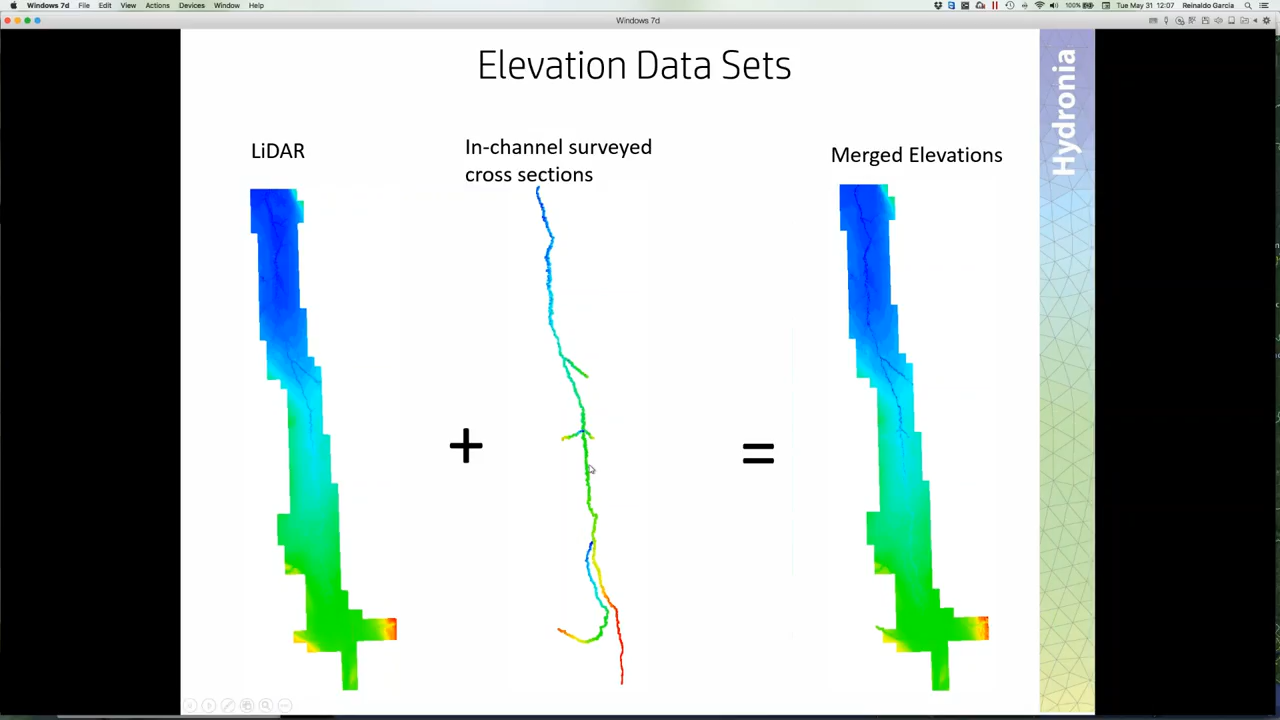 Windows 7d File Edit View Actions Devices Window Help
100% Tue May 31 12:07 Reinaldo Garcia
Windows 7d
Elevation Data Sets
Hydronia
LiDAR
In-channel surveyed
cross sections
Merged Elevations
+
=